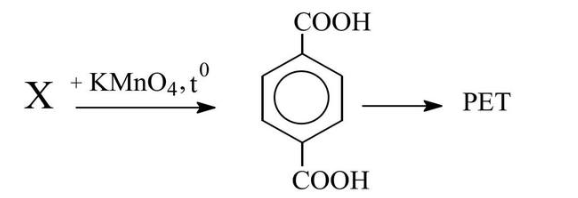 COOH
X + KMnO₄, t⁰ PET
COOH